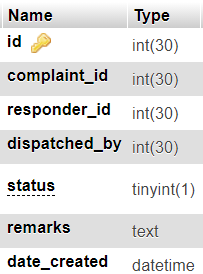 Name Type
id int(30)
complaint_id int(30)
responder_id int(30)
dispatched_by int(30)
status tinyint(1)
remarks text
date_created datetime